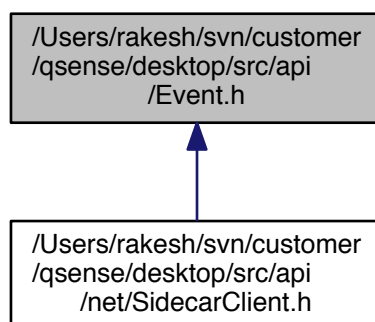 /Users/rakesh/svn/customer
/qsense/desktop/src/api
/Event.h
/Users/rakesh/svn/customer
/qsense/desktop/src/api
/net/SidecarClient.h